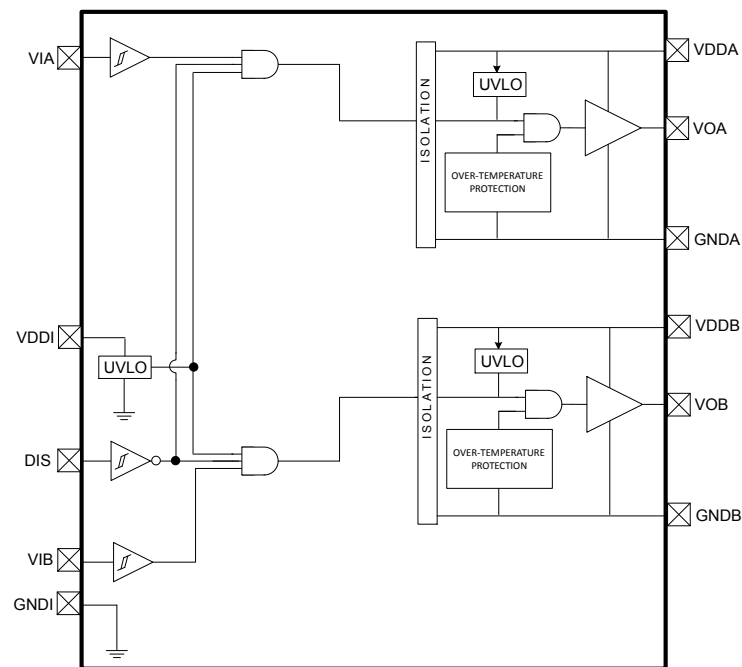 VIA
VDDI
UVLO
DIS
VIB
GNDI
ISOLATION
UVLO
OVER-TEMPERATURE
PROTECTION
VDDA
VOA
GNDA
ISOLATION
UVLO
OVER-TEMPERATURE
PROTECTION
VDDB
VOB
GNDB